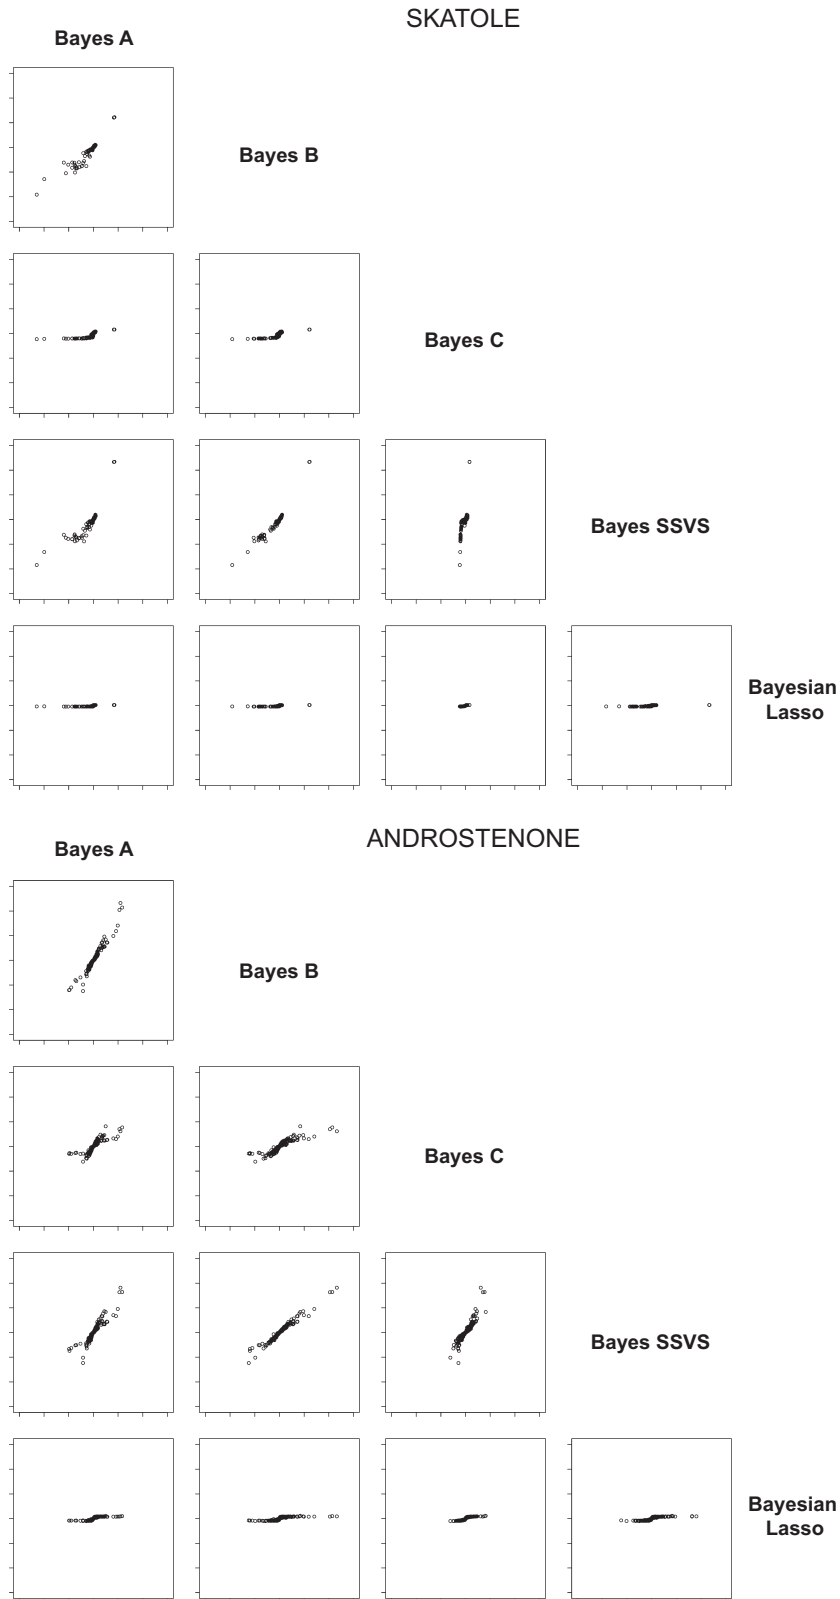 SKATOLE
Bayes A
Bayes B
Bayes C
Bayes SSVS
Bayesian
Lasso
ANDROSTENONE
Bayes A
Bayes B
Bayes C
Bayes SSVS
Bayesian
Lasso